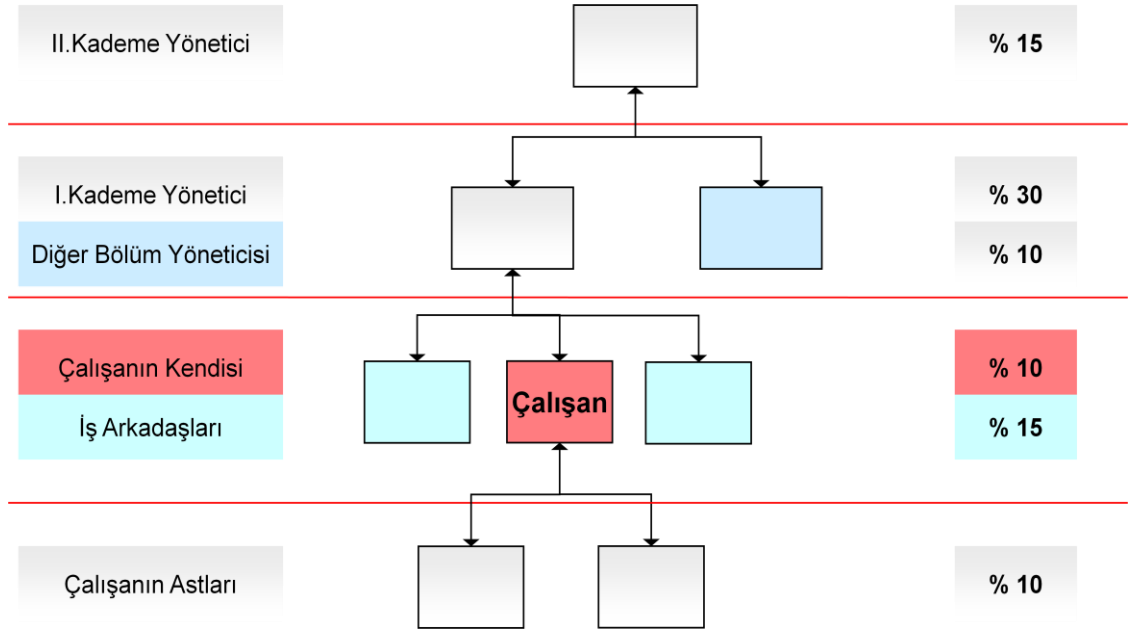 II.Kademe Yönetici
% 15
I.Kademe Yönetici
% 30
Diğer Bölüm Yöneticisi
% 10
Çalışanın Kendisi
Çalışan
% 10
İş Arkadaşları
% 15
Çalışanın Astları
% 10